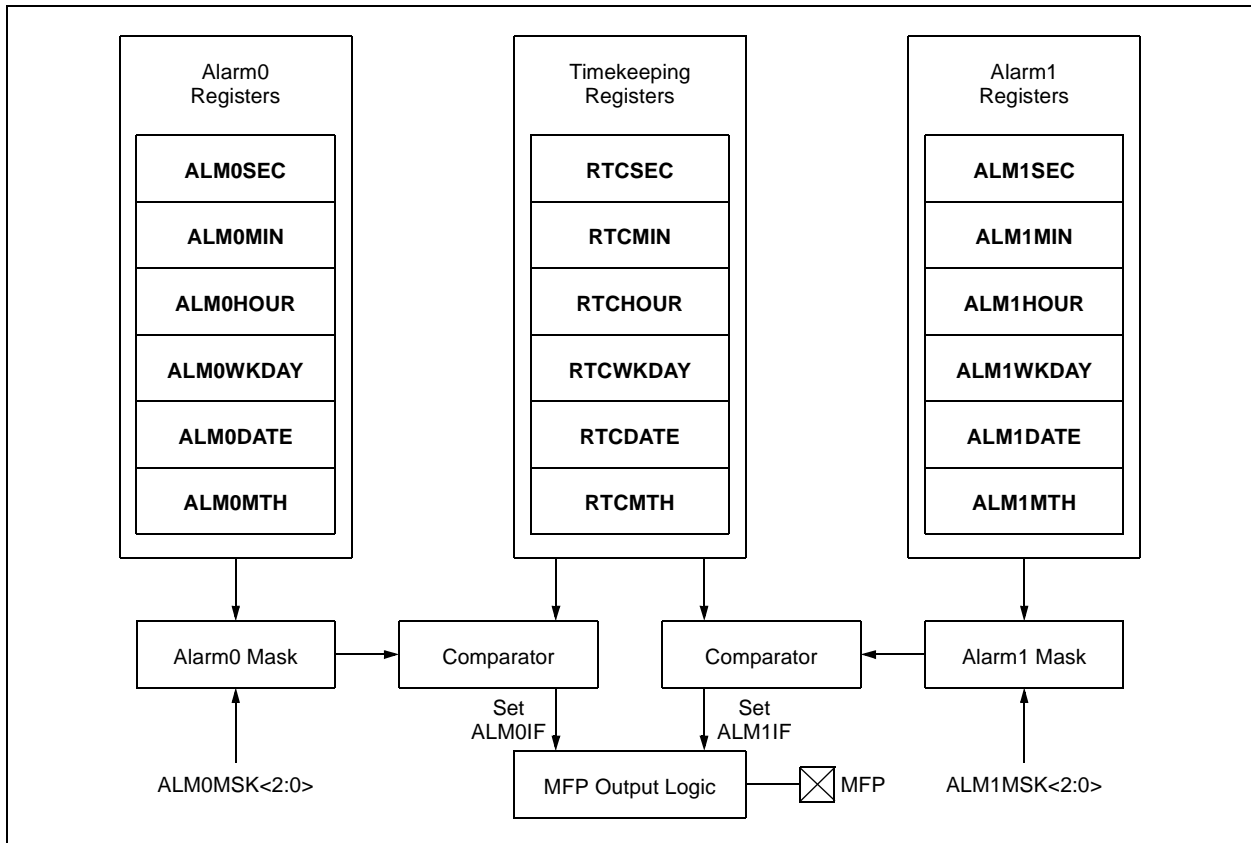 Alarm0
Registers
ALM0SEC
ALM0MIN
ALM0HOUR
ALM0WKDAY
ALM0DATE
ALM0MTH
Timekeeping
Registers
RTCSEC
RTCMIN
RTCHOUR
RTCWKDAY
RTCDATE
RTCMTH
Alarm1
Registers
ALM1SEC
ALM1MIN
ALM1HOUR
ALM1WKDAY
ALM1DATE
ALM1MTH
Alarm0 Mask
Comparator
Comparator
Alarm1 Mask
Set
ALM0IF
Set
ALM1IF
ALM0MSK<2:0>
MFP Output Logic
MFP
ALM1MSK<2:0>